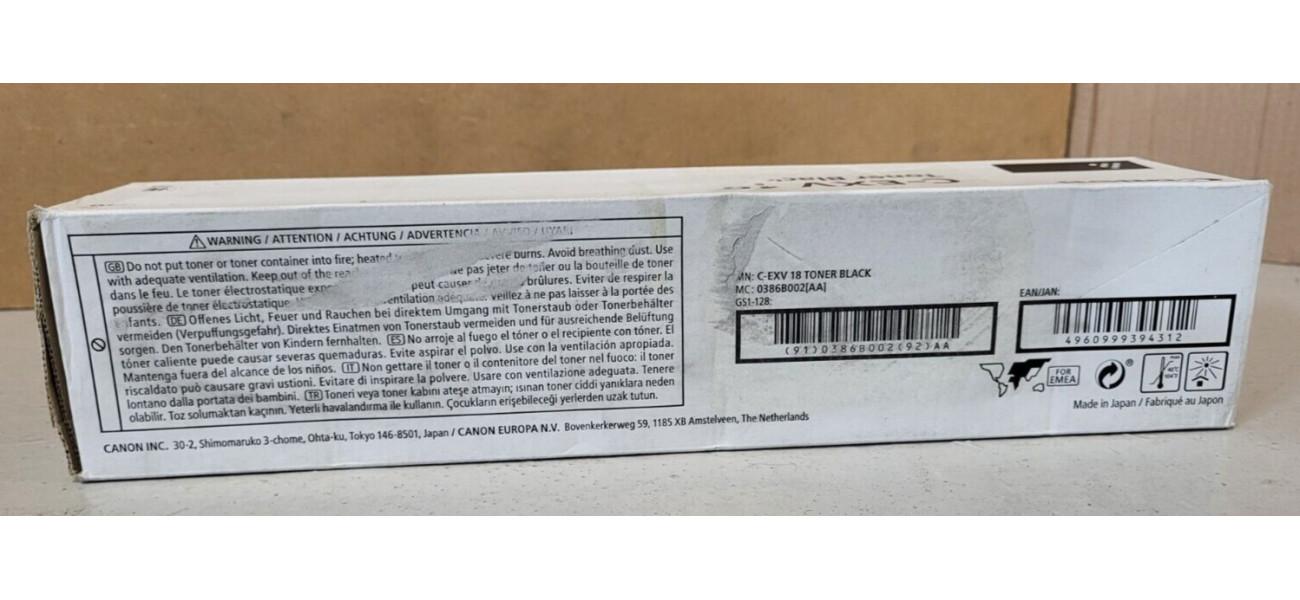 C-EXV 18
Toner Black
WARNING / ATTENTION / ACHTUNG / ADVERTENCIA / AVVISO / UYARI
GB Do not put toner or toner container into fire; heated burns. Avoid breathing dust. Use
with adequate ventilation. Keep out of the pas jeter de toner ou la bouteille de toner
dans le feu. Le toner électrostatique peut causer brûlures. Eviter de respirer la
poussière de toner électrostatique. ventilation adéquate. veillez à ne pas laisser à la portée des
fants. DE Offenes Licht, Feuer und Rauchen bei direktem Umgang mit Tonerstaub oder Tonerbehälter
vermeiden (Verpuffungsgefahr). Direktes Einatmen von Tonerstaub vermeiden und für ausreichende Belüftung
sorgen. Den Tonerbehälter von Kindern fernhalten. ES No arroje al fuego el tóner o el recipiente con tóner. El
tóner caliente puede causar severas quemaduras. Evite aspirar el polvo. Use con la ventilación apropiada.
Mantenga fuera del alcance de los niños. IT Non gettare il toner o il contenitore del toner nel fuoco: il toner
riscaldato può causare gravi ustioni. Evitare di inspirare la polvere. Usare con ventilazione adeguata. Tenere
lontano dalla portata dei bambini. TR Toneri veya toner kabını ateşe atmayın; ısınan toner ciddi yanıklara neden
olabilir. Toz solumaktan kaçının. Yeterli havalandırma ile kullanın. Çocukların erişebileceği yerlerden uzak tutun.
CANON INC. 30-2, Shimomaruko 3-chome, Ohta-ku, Tokyo 146-8501, Japan / CANON EUROPA N.V. Bovenkerkerweg 59, 1185 XB Amstelveen, The Netherlands
MN: C-EXV 18 TONER BLACK
MC: 0386B002[AA]
GS1-128:
(91)0386B002(92)AA
EAN/JAN:
4960999394312
FOR
EMEA
Made in Japan / Fabriqué au Japon